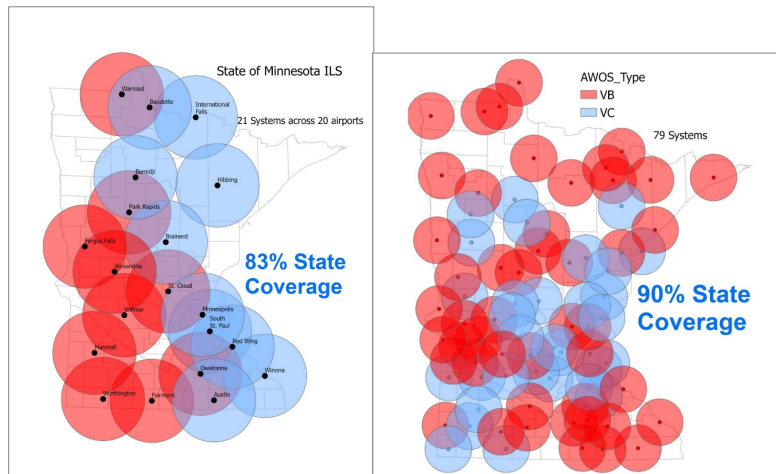 State of Minnesota ILS
Warroad
Baudette
International
Falls
21 Systems across 20 airports
Bemidji
Hibbing
Park Rapids
Brainerd
Fergus Falls
83% State
Coverage
Alexandria
St. Cloud
Willmar
Minneapolis
South
St. Paul
Red Wing
Marshall
Owatonna
Winona
Worthington
Fairmont
Austin
AWOS_Type
VB
VC
79 Systems
90% State
Coverage